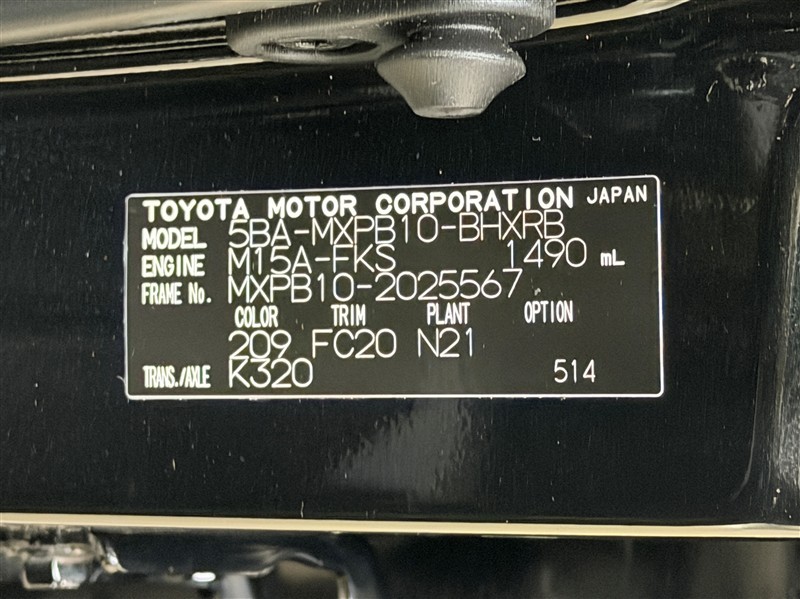 TOYOTA MOTOR CORPORATION JAPAN
MODEL 5BA-MXPB10-BHXRB
ENGINE M15A-FKS 1490 mL
FRAME No. MXPB10-2025567
COLOR TRIM PLANT OPTION
209 FC20 N21
TRANS./AXLE K320 514